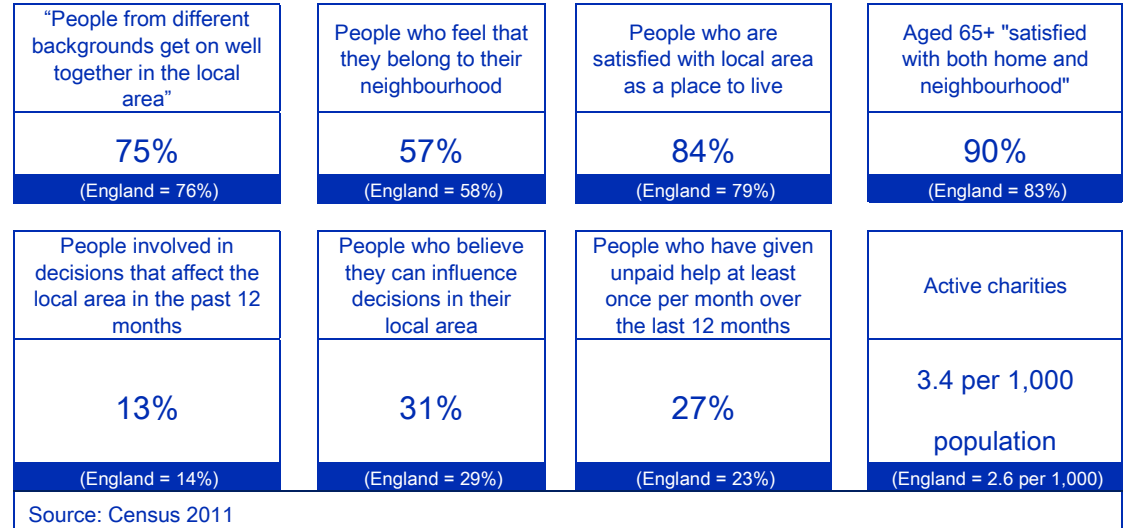 “People from different
backgrounds get on well
together in the local
area”
75%
(England = 76%)
People who feel that
they belong to their
neighbourhood
57%
(England = 58%)
People who are
satisfied with local area
as a place to live
84%
(England = 79%)
Aged 65+ "satisfied
with both home and
neighbourhood"
90%
(England = 83%)
People involved in
decisions that affect the
local area in the past 12
months
13%
(England = 14%)
People who believe
they can influence
decisions in their
local area
31%
(England = 29%)
People who have given
unpaid help at least
once per month over
the last 12 months
27%
(England = 23%)
Active charities
3.4 per 1,000
population
(England = 2.6 per 1,000)
Source: Census 2011